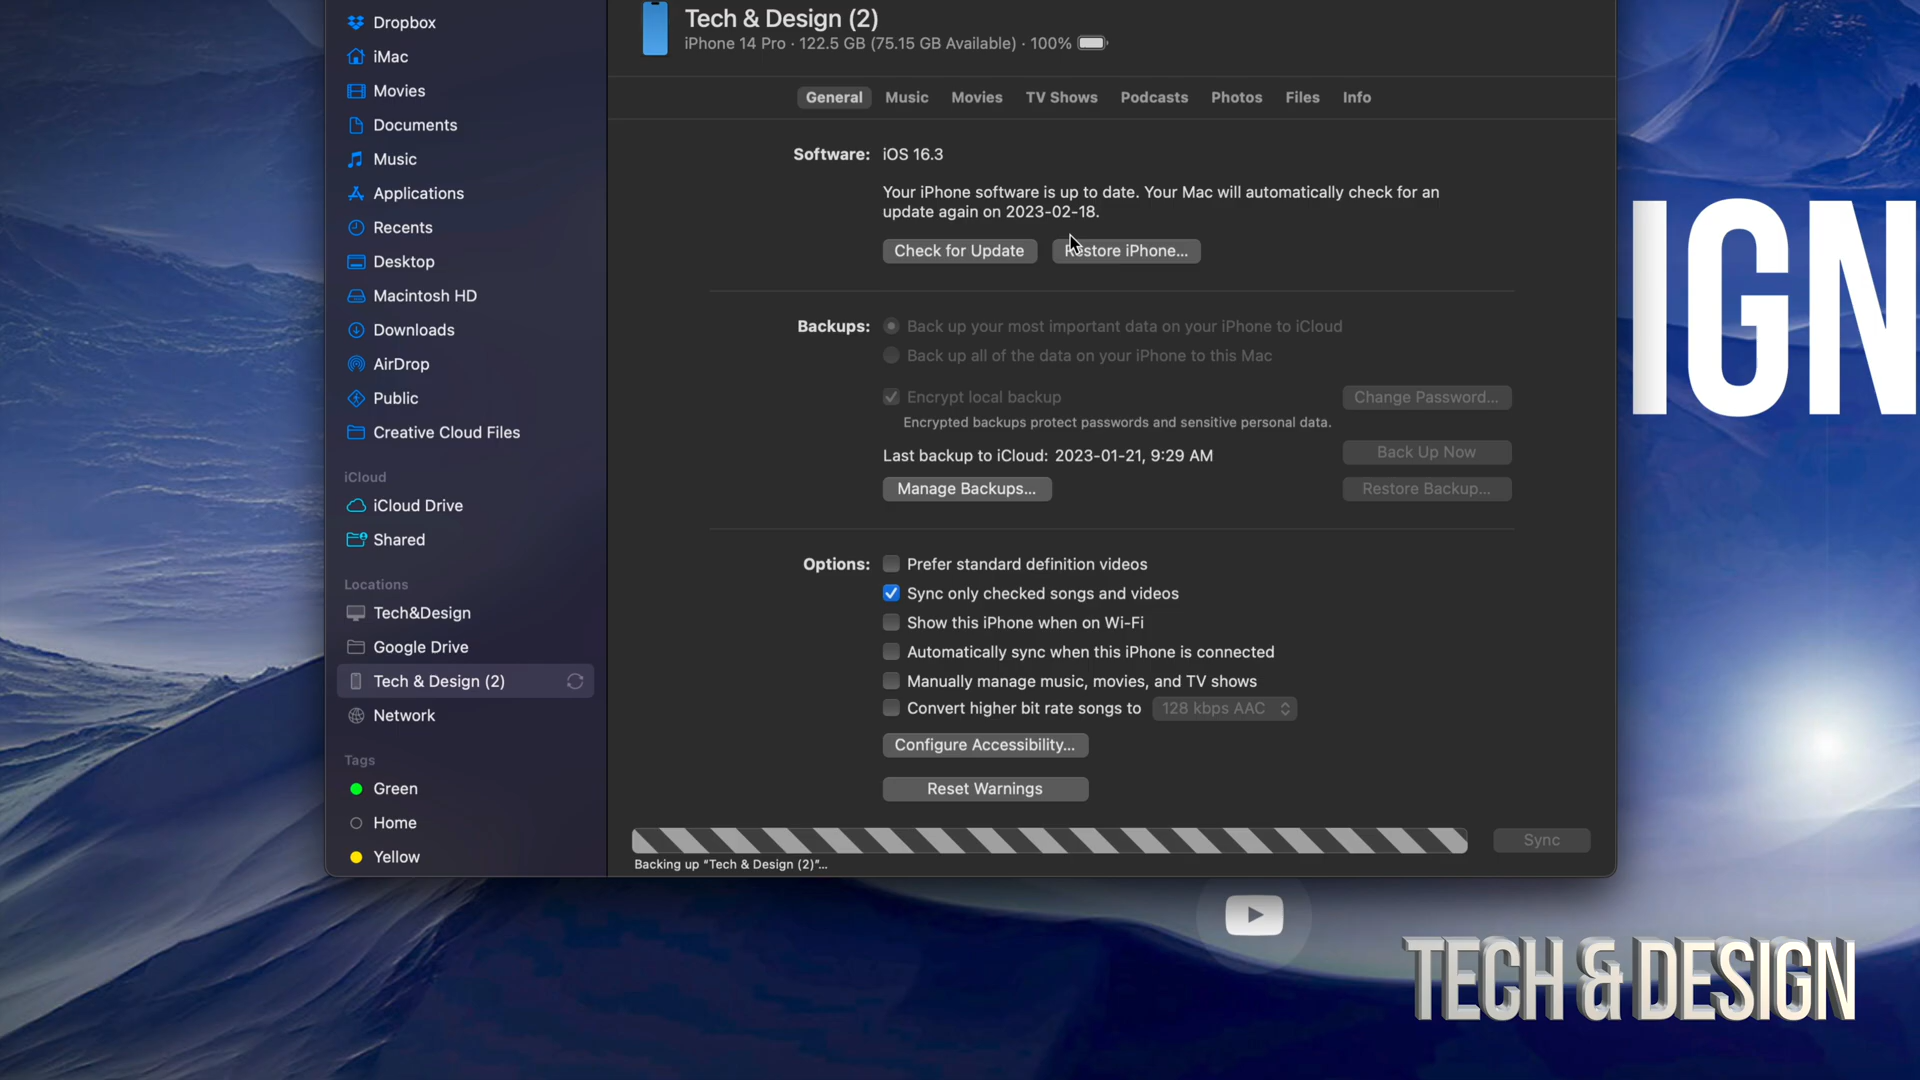 Dropbox
iMac
Movies
Documents
Music
Applications
Recents
Desktop
Macintosh HD
Downloads
AirDrop
Public
Creative Cloud Files
iCloud
iCloud Drive
Shared
Locations
Tech&Design
Google Drive
Tech & Design (2)
Network
Tags
Green
Home
Yellow
Tech & Design (2)
iPhone 14 Pro · 122.5 GB (75.15 GB Available) · 100%
General Music Movies TV Shows Podcasts Photos Files Info
Software: iOS 16.3
Your iPhone software is up to date. Your Mac will automatically check for an
update again on 2023-02-18.
Check for Update Restore iPhone...
Backups: Back up your most important data on your iPhone to iCloud
Back up all of the data on your iPhone to this Mac
Encrypt local backup Change Password...
Encrypted backups protect passwords and sensitive personal data.
Last backup to iCloud: 2023-01-21, 9:29 AM Back Up Now
Manage Backups... Restore Backup...
Options: Prefer standard definition videos
Sync only checked songs and videos
Show this iPhone when on Wi-Fi
Automatically sync when this iPhone is connected
Manually manage music, movies, and TV shows
Convert higher bit rate songs to 128 kbps AAC
Configure Accessibility...
Reset Warnings
Sync
Backing up “Tech & Design (2)”...
IGN
TECH & DESIGN